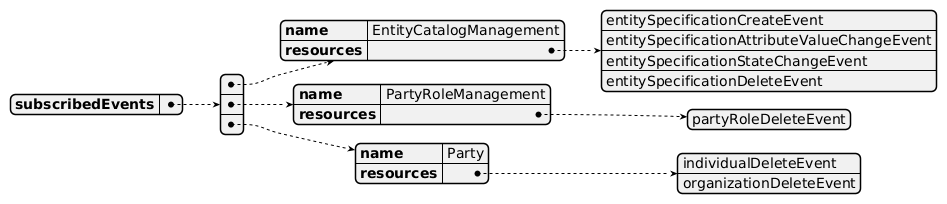 subscribedEvents
name EntityCatalogManagement
resources
entitySpecificationCreateEvent
entitySpecificationAttributeValueChangeEvent
entitySpecificationStateChangeEvent
entitySpecificationDeleteEvent
name PartyRoleManagement
resources
partyRoleDeleteEvent
name Party
resources
individualDeleteEvent
organizationDeleteEvent